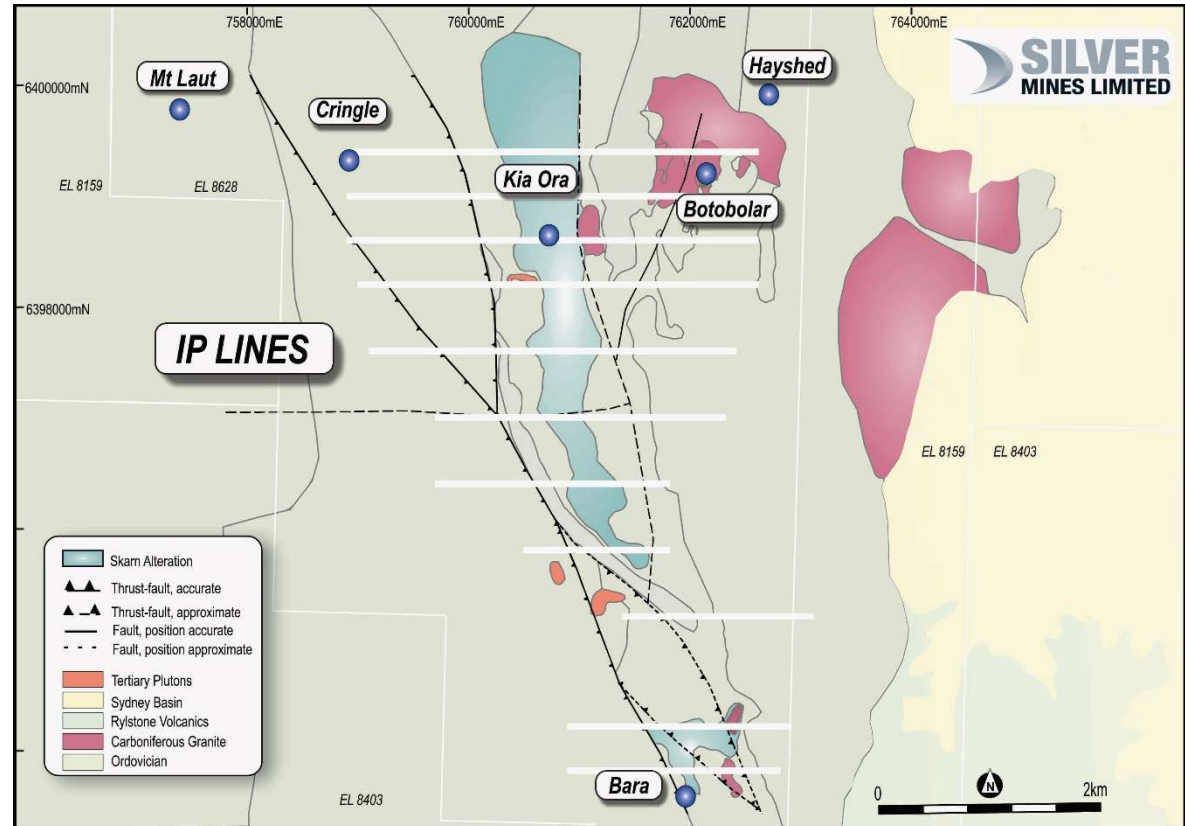 758000mE
760000mE
762000mE
764000mE
SILVER
MINES LIMITED
6400000mN
Mt Laut
Cringle
Hayshed
Kia Ora
Botobolar
EL 8159
EL 8628
6398000mN
IP LINES
EL 8159
EL 8403
Skarn Alteration
Thrust-fault, accurate
Thrust-fault, approximate
Fault, position accurate
Fault, position approximate
Tertiary Plutons
Sydney Basin
Rylstone Volcanics
Carboniferous Granite
Ordovician
EL 8403
Bara
N
0
2km